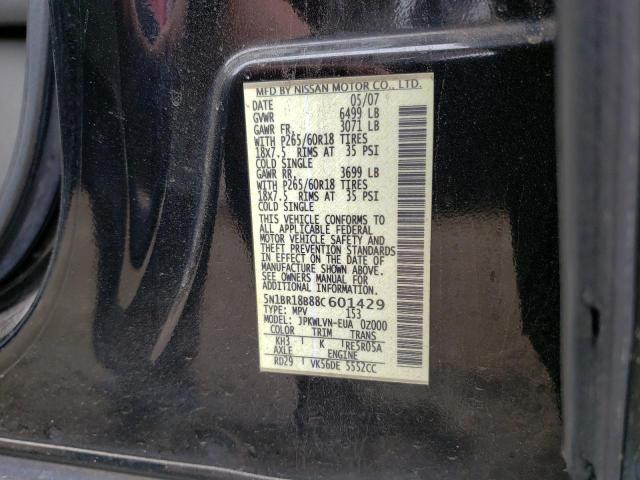 MFD BY NISSAN MOTOR CO., LTD.
DATE 05/07
GVWR 6499 LB
GAWR FR. 3071 LB
WITH P265/60R18 TIRES
18X7.5 RIMS AT 35 PSI
COLD SINGLE
GAWR RR. 3699 LB
WITH P265/60R18 TIRES
18X7.5 RIMS AT 35 PSI
COLD SINGLE
THIS VEHICLE CONFORMS TO
ALL APPLICABLE FEDERAL
MOTOR VEHICLE SAFETY AND
THEFT PREVENTION STANDARDS
IN EFFECT ON THE DATE OF
MANUFACTURE SHOWN ABOVE.
SEE OWNERS MANUAL FOR
ADDITIONAL INFORMATION
5N1BR18B88C601429
TYPE: MPV 153
MODEL: JPKWLVN-EUA 0Z000
COLOR TRIM TRANS
KH3 K RE5R05A
AXLE ENGINE
RD29 VK56DE 5552CC